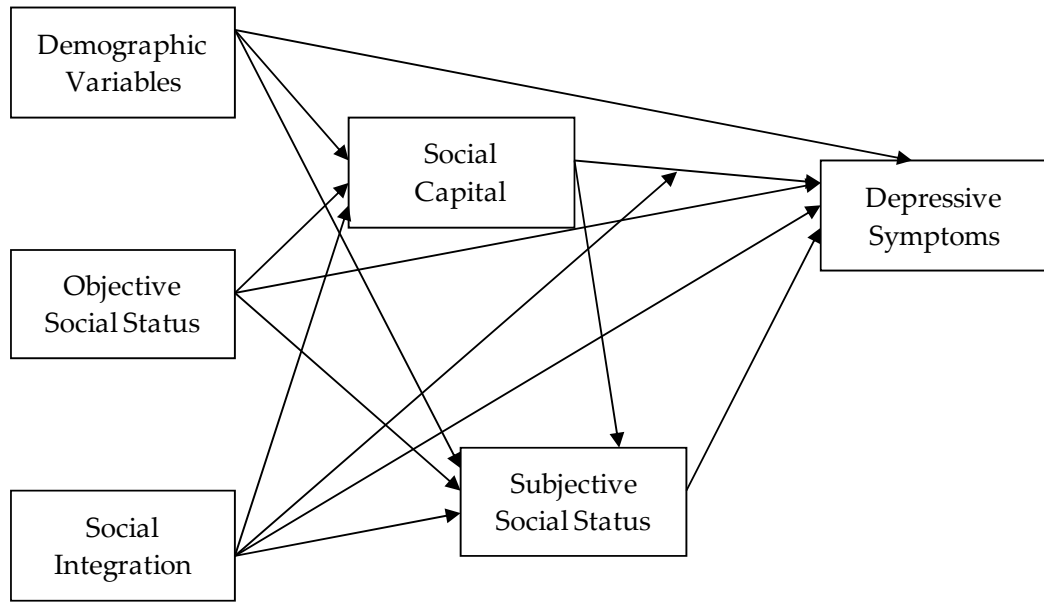 Demographic
Variables
Social
Capital
Depressive
Symptoms
Objective
Social Status
Subjective
Social Status
Social
Integration